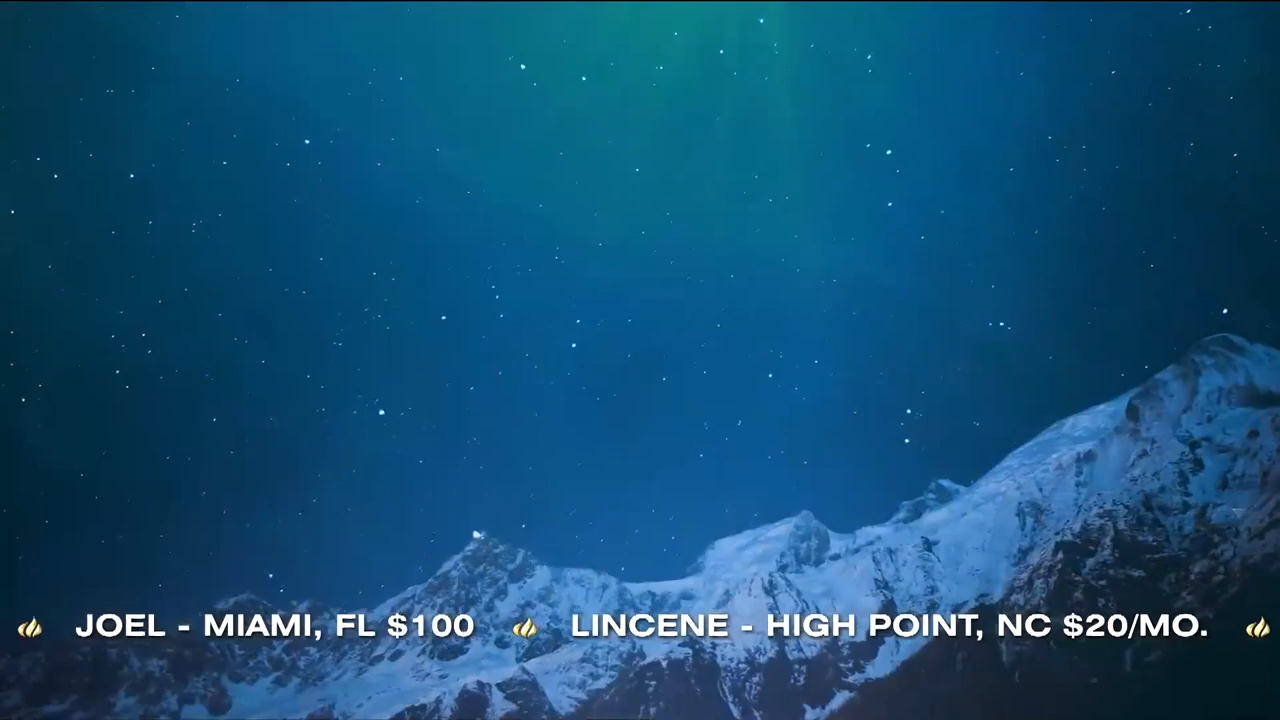 JOEL - MIAMI, FL $100 LINCENE - HIGH POINT, NC $20/MO.